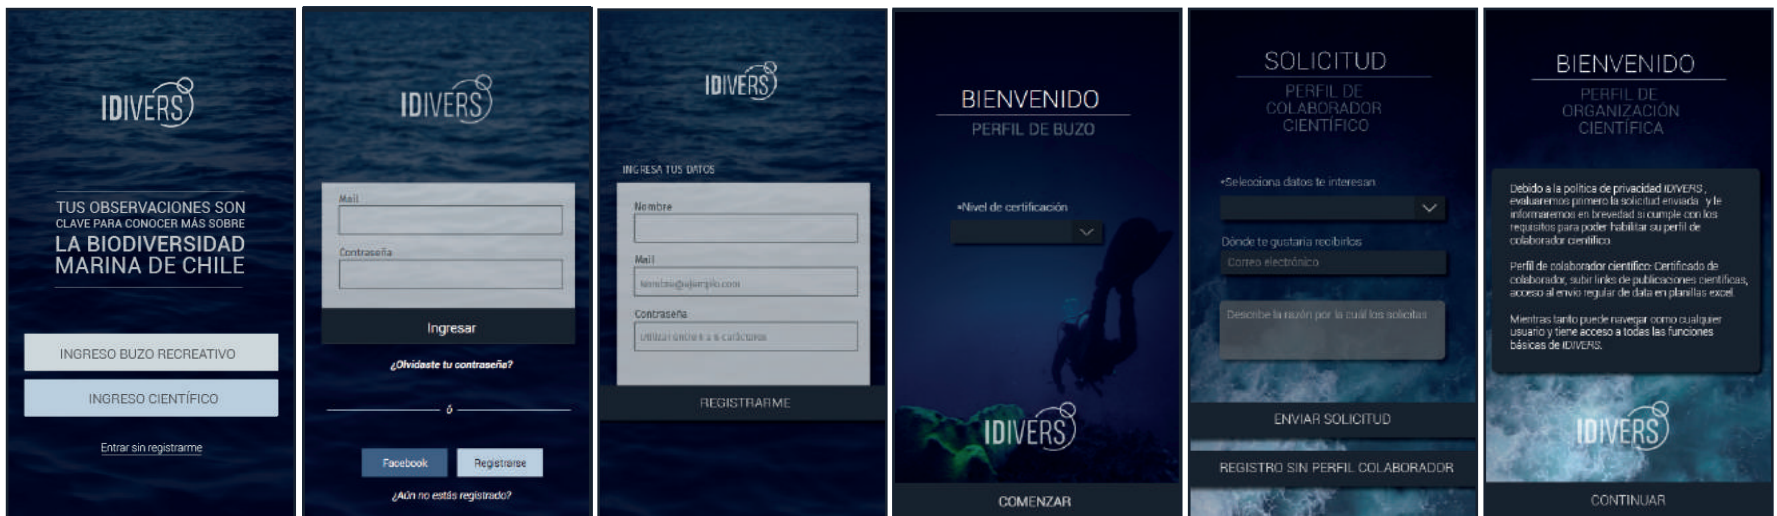 IDIVERS
TUS OBSERVACIONES SON
CLAVE PARA CONOCER MÁS SOBRE
LA BIODIVERSIDAD
MARINA DE CHILE
INGRESO BUZO RECREATIVO
INGRESO CIENTÍFICO
Entrar sin registrarme
IDIVERS
Mail
Contraseña
Ingresar
¿Olvidaste tu contraseña?
ó
Facebook
Registrarse
¿Aún no estás registrado?
IDIVERS
INGRESA TUS DATOS
Nombre
Mail
nombre@ejemplo.com
Contraseña
REGISTRARME
BIENVENIDO
PERFIL DE BUZO
*Nivel de certificación
IDIVERS
COMENZAR
SOLICITUD
PERFIL DE
COLABORADOR
CIENTÍFICO
*Selecciona datos te interesan
Dónde te gustaria recibirlos
Correo electrónico
Describe la razón por la cuál los solicitas
ENVIAR SOLICITUD
REGISTRO SIN PERFIL COLABORADOR
BIENVENIDO
PERFIL DE
ORGANIZACIÓN
CIENTÍFICA
Debido a la política de privacidad IDIVERS,
evaluaremos primero la solicitud enviada y le
informaremos en brevedad si cumple con los
requisitos para poder habilitar su perfil de
colaborador científico
Perfil de colaborador científico: Certificado de
colaborador, subir links de publicaciones científicas,
acceso al envio regular de data en planillas excel.
Mientras tanto puede navegar como cualquier
usuario y tiene acceso a todas las funciones
básicas de IDIVERS.
IDIVERS
CONTINUAR